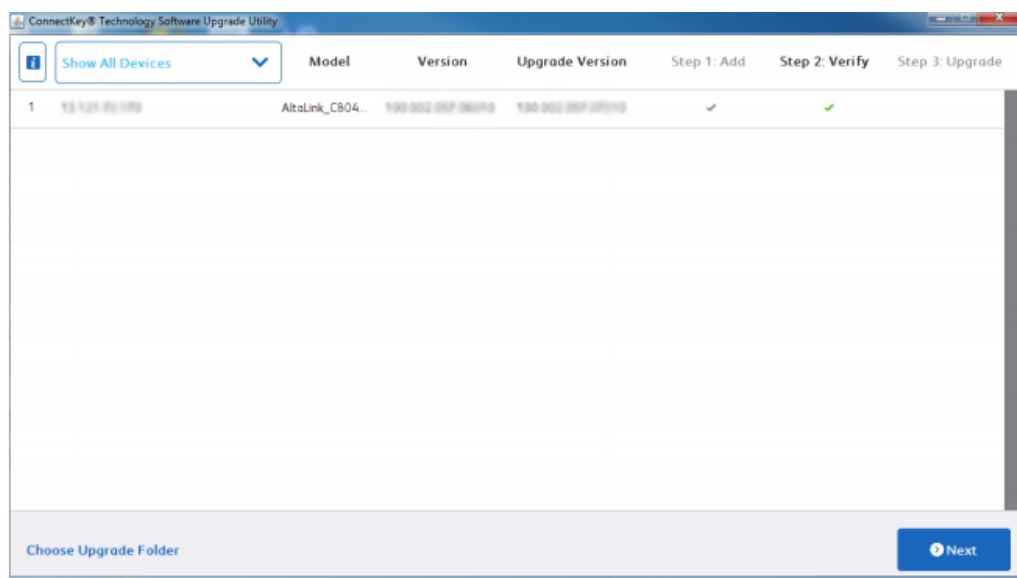 ConnectKey® Technology Software Upgrade Utility
i Show All Devices Model Version Upgrade Version Step 1: Add Step 2: Verify Step 3: Upgrade
1 AltaLink_C804...
Choose Upgrade Folder Next